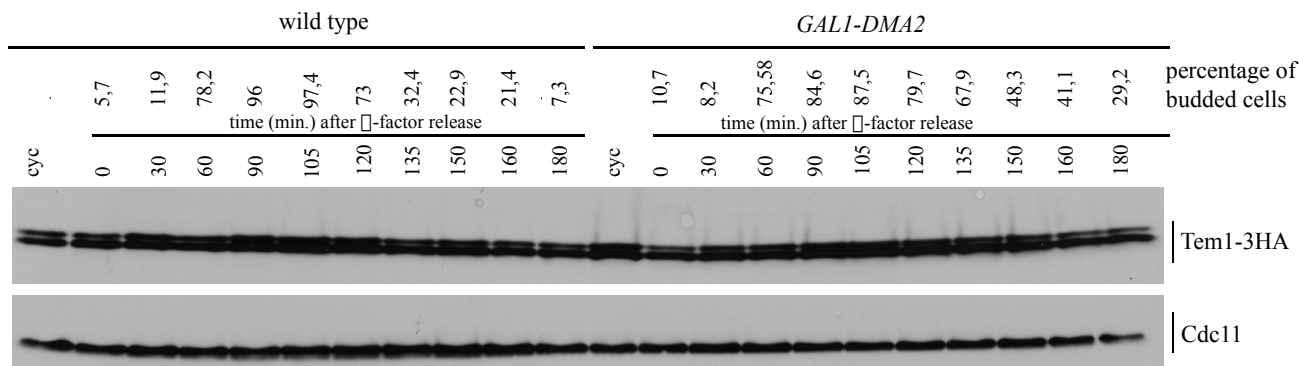 wild type GAL1-DMA2
5,7 11,9 78,2 96 97,4 73 32,4 22,9 21,4 7,3 10,7 8,2 75,58 84,6 87,5 79,7 67,9 48,3 41,1 29,2 percentage of
budded cells
time (min.) after □-factor release time (min.) after □-factor release
cyc 0 30 60 90 105 120 135 150 160 180 cyc 0 30 60 90 105 120 135 150 160 180
Tem1-3HA
Cdc11